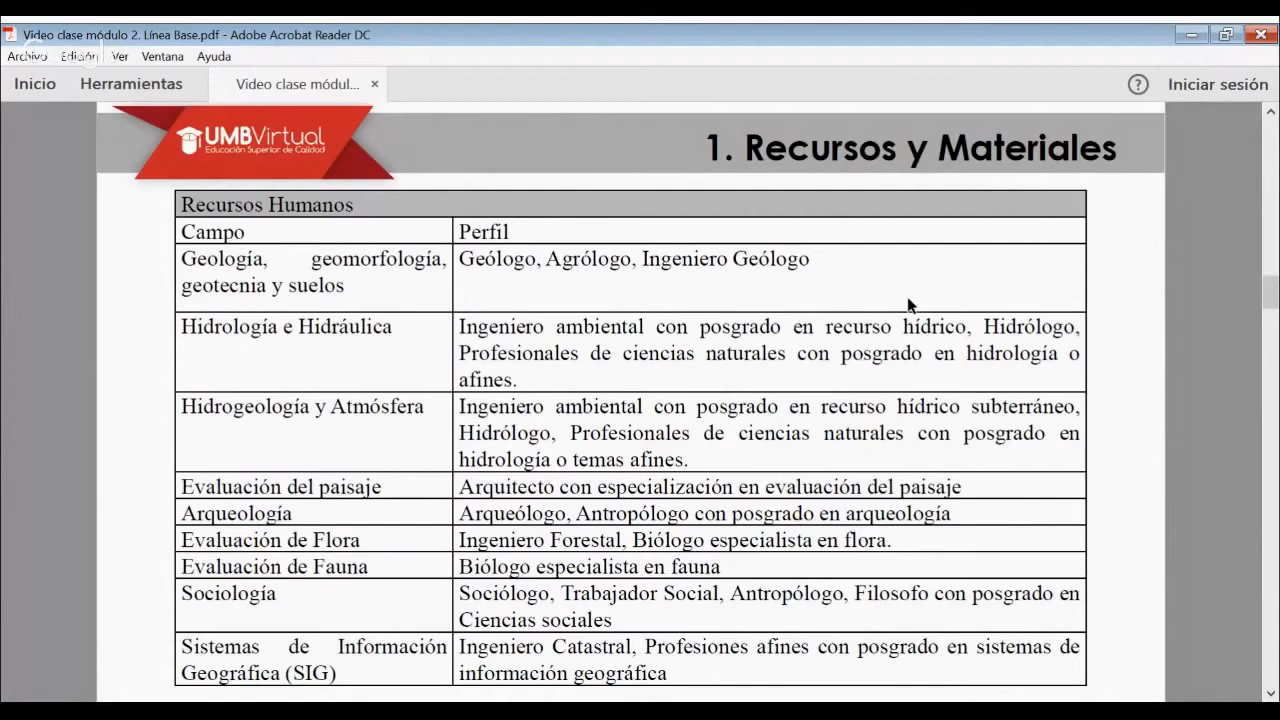 Video clase módulo 2. Línea Base.pdf - Adobe Acrobat Reader DC
Archivo Edición Ver Ventana Ayuda
Inicio Herramientas Video clase módul... × ? Iniciar sesión
UMBVirtual
Educación Superior de Calidad
1. Recursos y Materiales
Recursos Humanos
Campo Perfil
Geología, geomorfología, Geólogo, Agrólogo, Ingeniero Geólogo
geotecnia y suelos
Hidrología e Hidráulica Ingeniero ambiental con posgrado en recurso hídrico, Hidrólogo,
Profesionales de ciencias naturales con posgrado en hidrología o
afines.
Hidrogeología y Atmósfera Ingeniero ambiental con posgrado en recurso hídrico subterráneo,
Hidrólogo, Profesionales de ciencias naturales con posgrado en
hidrología o temas afines.
Evaluación del paisaje Arquitecto con especialización en evaluación del paisaje
Arqueología Arqueólogo, Antropólogo con posgrado en arqueología
Evaluación de Flora Ingeniero Forestal, Biólogo especialista en flora.
Evaluación de Fauna Biólogo especialista en fauna
Sociología Sociólogo, Trabajador Social, Antropólogo, Filosofo con posgrado en
Ciencias sociales
Sistemas de Información Ingeniero Catastral, Profesiones afines con posgrado en sistemas de
Geográfica (SIG) información geográfica